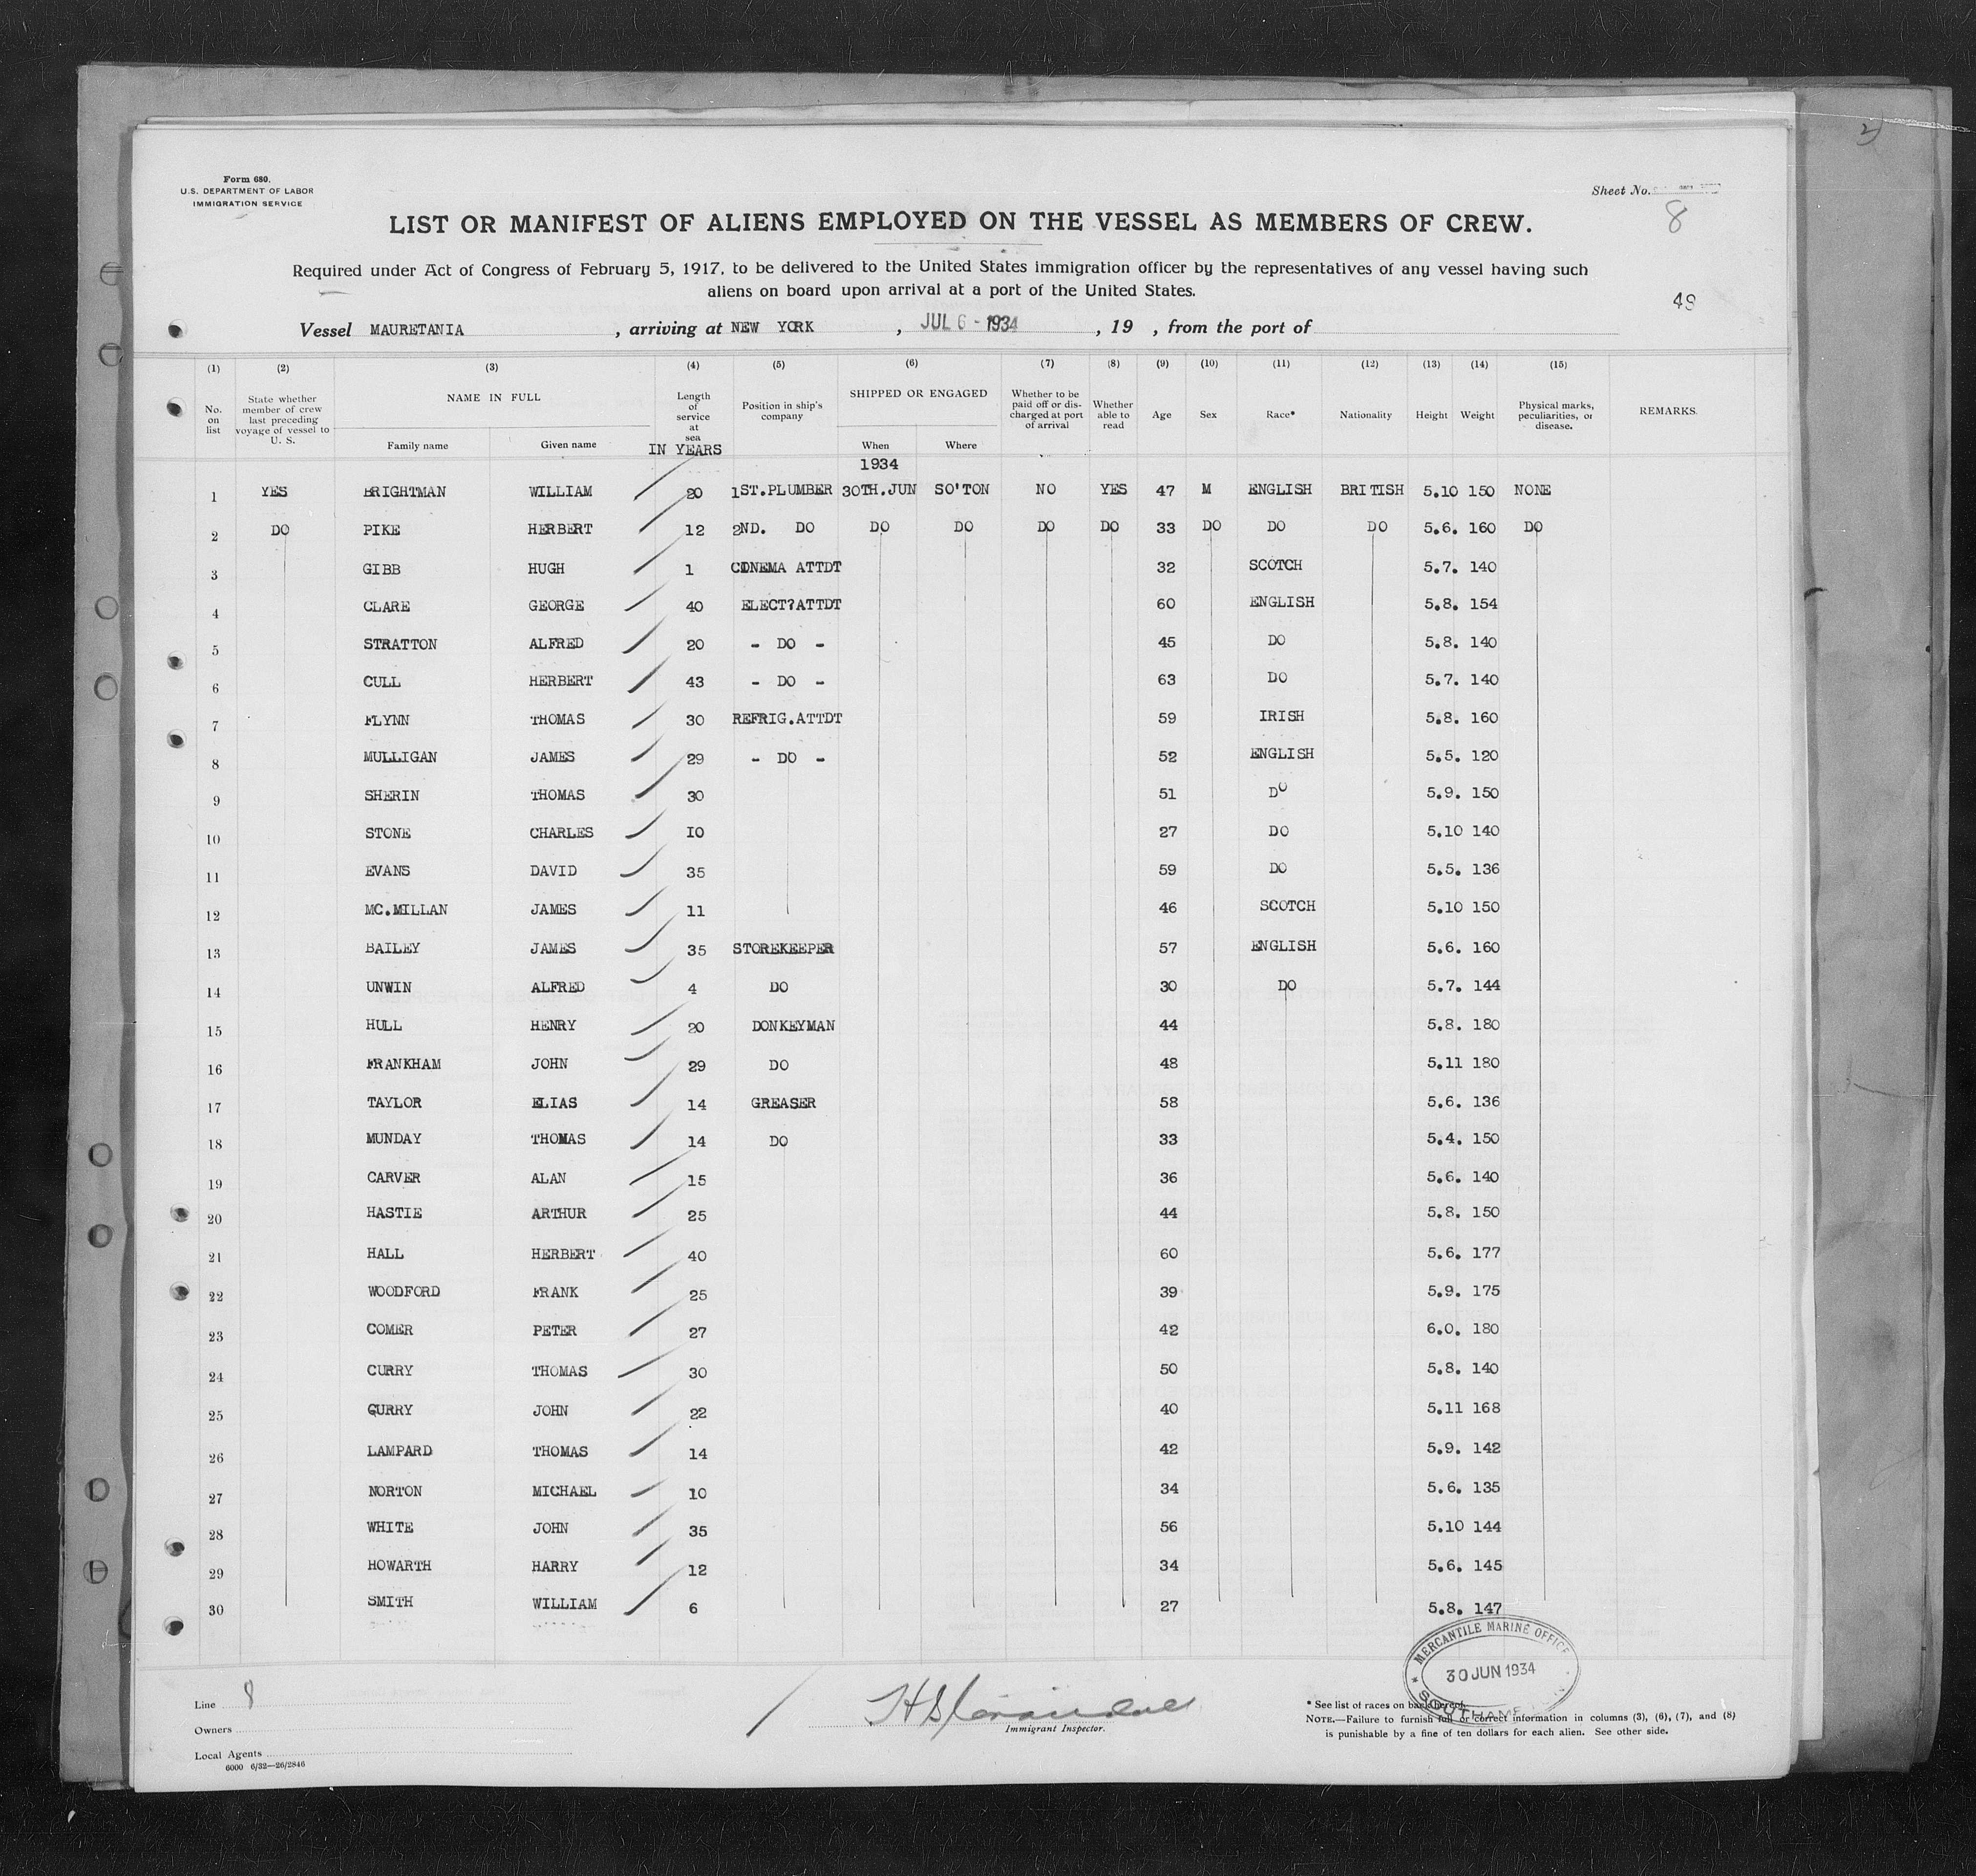 Form 680.
U.S. DEPARTMENT OF LABOR
IMMIGRATION SERVICE
Sheet No.
8
LIST OR MANIFEST OF ALIENS EMPLOYED ON THE VESSEL AS MEMBERS OF CREW.
Required under Act of Congress of February 5, 1917, to be delivered to the United States immigration officer by the representatives of any vessel having such
aliens on board upon arrival at a port of the United States.
49
Vessel MAURETANIA , arriving at NEW YORK , JUL 6 - 1934 , 19 , from the port of
(1) (2) (3) (4) (5) (6) (7) (8) (9) (10) (11) (12) (13) (14) (15)
No. on list State whether member of crew last preceding voyage of vessel to U. S. NAME IN FULL Family name Given name Length of service at sea IN YEARS Position in ship's company SHIPPED OR ENGAGED When Where Whether to be paid off or discharged at port of arrival Whether able to read Age Sex Race* Nationality Height Weight Physical marks, peculiarities, or disease. REMARKS.
1934
1 YES BRIGHTMAN WILLIAM 20 1ST.PLUMBER 30TH.JUN SO'TON NO YES 47 M ENGLISH BRITISH 5.10 150 NONE
2 DO PIKE HERBERT 12 2ND. DO DO DO DO DO 33 DO DO DO 5.6. 160 DO
3 GIBB HUGH 1 CINEMA ATTDT 32 SCOTCH 5.7. 140
4 CLARE GEORGE 40 ELECT?ATTDT 60 ENGLISH 5.8. 154
5 STRATTON ALFRED 20 - DO - 45 DO 5.8. 140
6 CULL HERBERT 43 - DO - 63 DO 5.7. 140
7 FLYNN THOMAS 30 REFRIG.ATTDT 59 IRISH 5.8. 160
8 MULLIGAN JAMES 29 - DO - 52 ENGLISH 5.5. 120
9 SHERIN THOMAS 30 51 DO 5.9. 150
10 STONE CHARLES IO 27 DO 5.10 140
11 EVANS DAVID 35 59 DO 5.5. 136
12 MC.MILLAN JAMES 11 46 SCOTCH 5.10 150
13 BAILEY JAMES 35 STOREKEEPER 57 ENGLISH 5.6. 160
14 UNWIN ALFRED 4 DO 30 DO 5.7. 144
15 HULL HENRY 20 DONKEYMAN 44 5.8. 180
16 FRANKHAM JOHN 29 DO 48 5.11 180
17 TAYLOR ELIAS 14 GREASER 58 5.6. 136
18 MUNDAY THOMAS 14 DO 33 5.4. 150
19 CARVER ALAN 15 36 5.6. 140
20 HASTIE ARTHUR 25 44 5.8. 150
21 HALL HERBERT 40 60 5.6. 177
22 WOODFORD FRANK 25 39 5.9. 175
23 COMER PETER 27 42 6.0. 180
24 CURRY THOMAS 30 50 5.8. 140
25 CURRY JOHN 22 40 5.11 168
26 LAMPARD THOMAS 14 42 5.9. 142
27 NORTON MICHAEL 10 34 5.6. 135
28 WHITE JOHN 35 56 5.10 144
29 HOWARTH HARRY 12 34 5.6. 145
30 SMITH WILLIAM 6 27 5.8. 147
MERCANTILE MARINE OFFICE
30 JUN 1934
Line 8
Owners
Local Agents
6000 6/32—26/2846
Immigrant Inspector.
* See list of races on back hereof.
NOTE.—Failure to furnish full or correct information in columns (3), (6), (7), and (8)
is punishable by a fine of ten dollars for each alien. See other side.